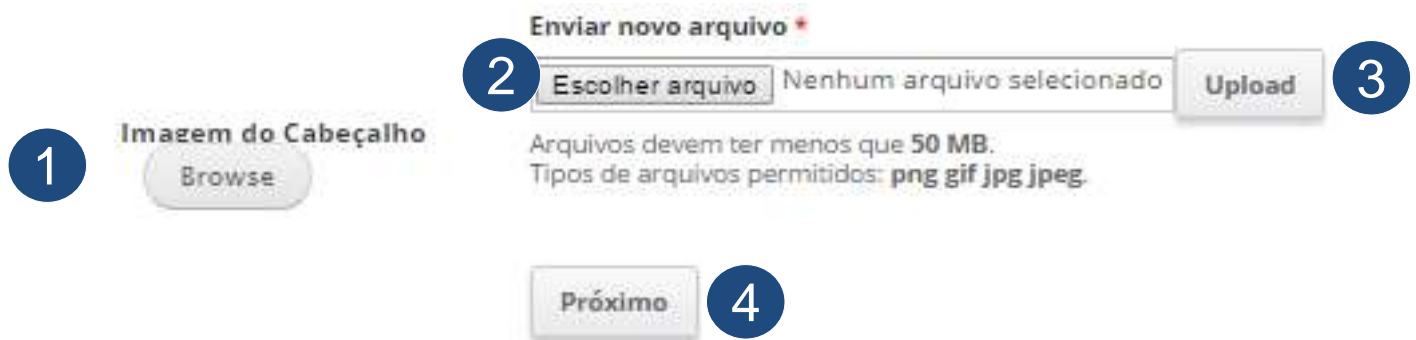 1
Imagem do Cabeçalho
Browse
Enviar novo arquivo *
2
Escolher arquivo Nenhum arquivo selecionado
Upload
3
Arquivos devem ter menos que 50 MB.
Tipos de arquivos permitidos: png gif jpg jpeg.
Próximo
4